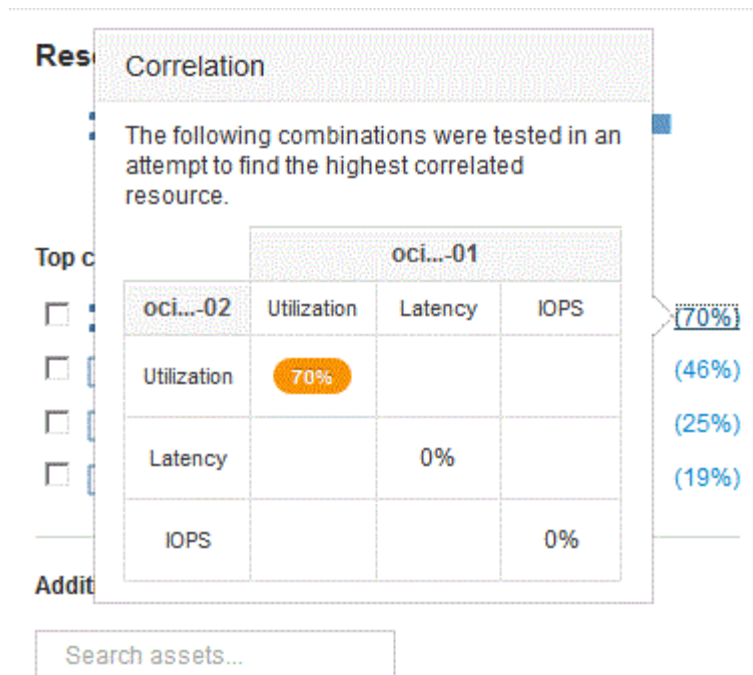 Res
Correlation
The following combinations were tested in an
attempt to find the highest correlated
resource.
Top c
oci...-01
oci...-02 Utilization Latency IOPS
(70%)
Utilization 70%
(46%)
(25%)
Latency 0%
(19%)
IOPS 0%
Addit
Search assets...